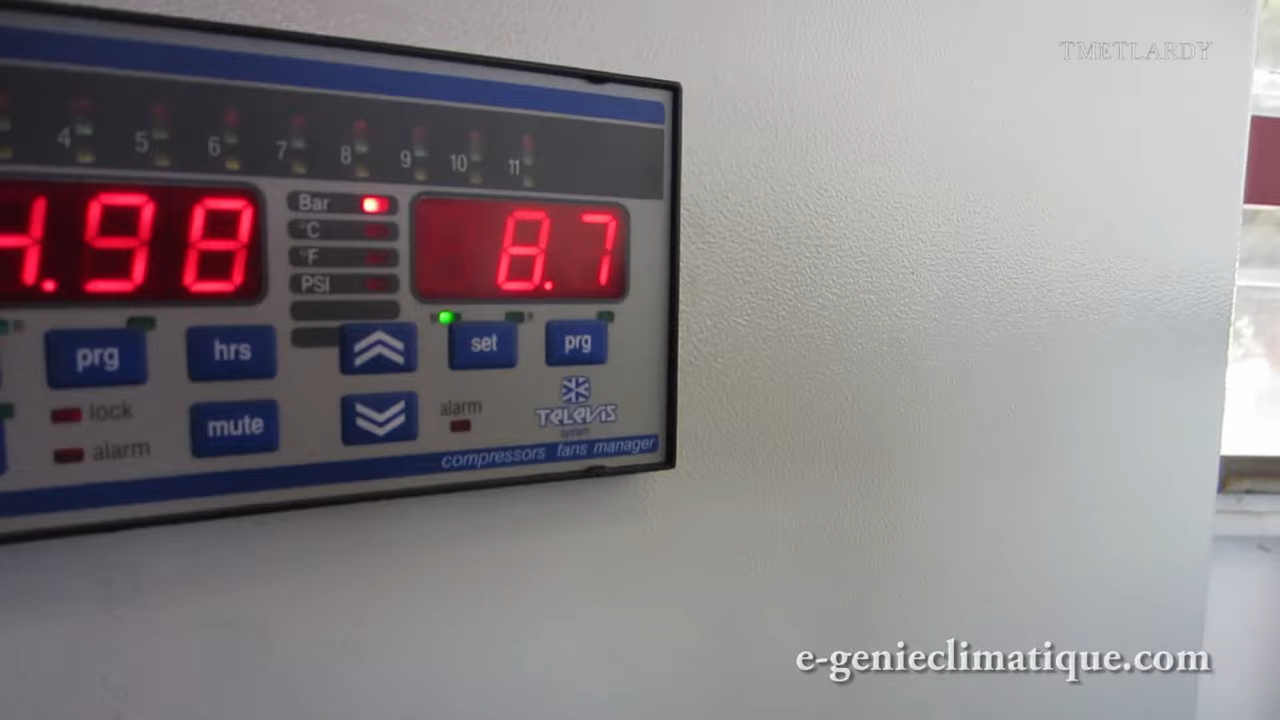 TMETLARDY
4 5 6 7 8 9 10 11
4.98
Bar
°C
°F
PSI
8.7
prg
hrs
set
prg
lock
mute
alarm
alarm
TELEVIS
system
compressors fans manager
e-genieclimatique.com